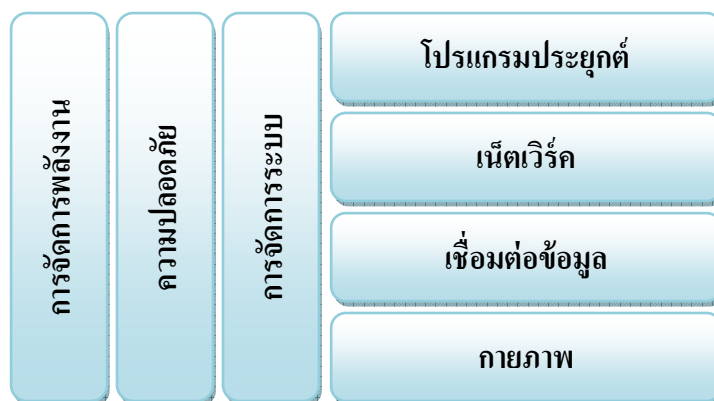 การจัดการพลังงาน
ความปลอดภัย
การจัดการระบบ
โปรแกรมประยุกต์
เน็ตเวิร์ค
เชื่อมต่อข้อมูล
กายภาพ